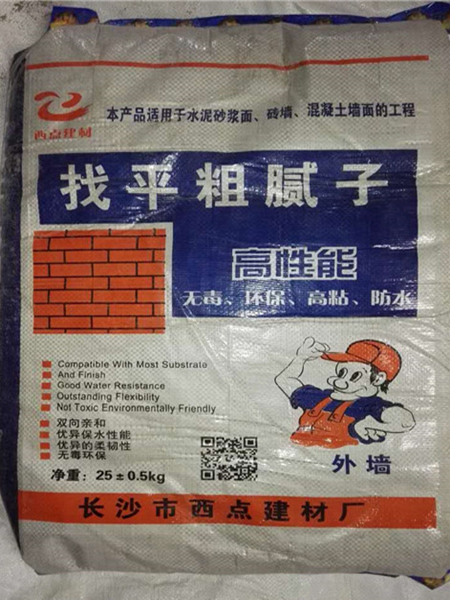 西点建材
本产品适用于水泥砂浆面、砖墙、混凝土墙面的工程
找平粗腻子
高性能
无毒、环保、高粘、防水
Compatible With Most Substrate
And Finish
Good Water Resistance
Outstanding Flexibility
Not Toxic Environmentally Friendly
双向亲和
优异保水性能
优异的柔韧性
无毒环保
净重：25±0.5kg
外墙
长沙市西点建材厂